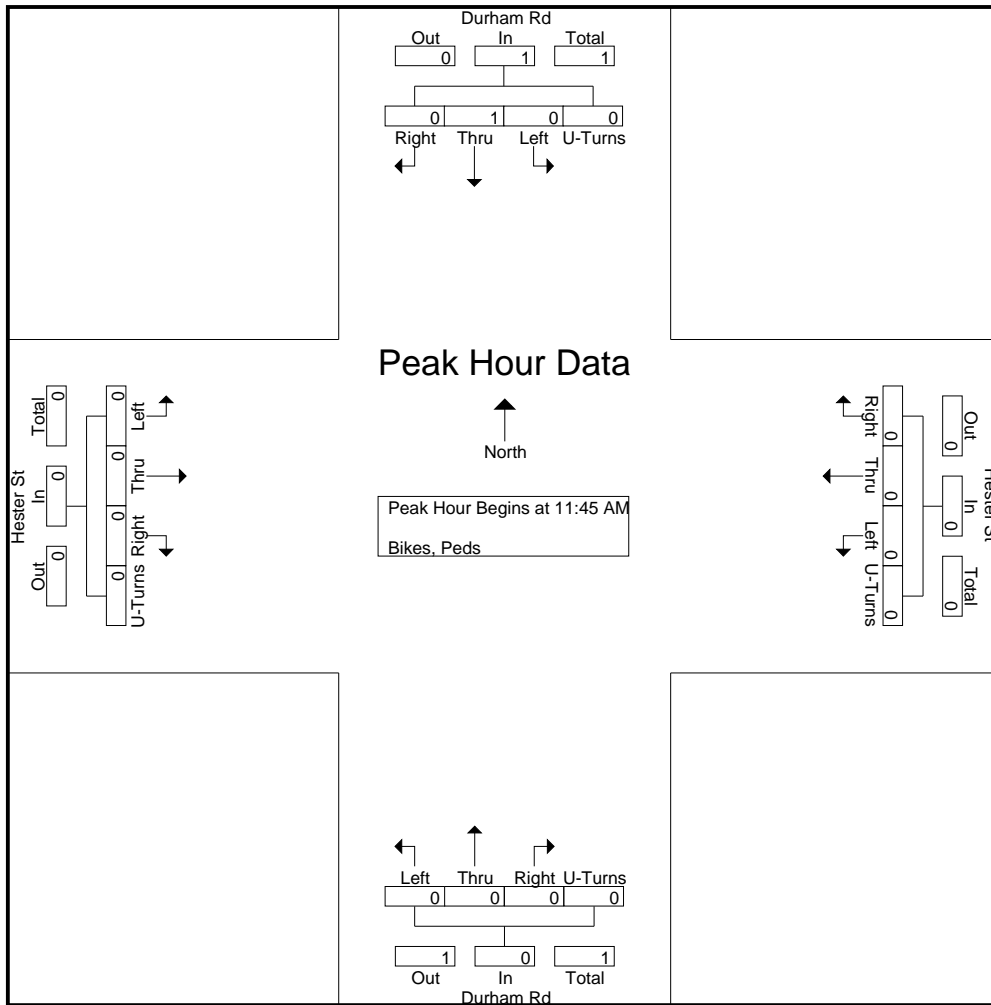 Durham Rd
Out In Total
0 1 1
0 1 0 0
Right Thru Left U-Turns
Peak Hour Data
North
Peak Hour Begins at 11:45 AM
Bikes, Peds
Hester St
Total In Out
0 0 0
0 0 0 0
Left Thru Right U-Turns
Right Thru Left U-Turns
0 0 0 0
Out In Total
0 0 0
Hester St
Left Thru Right U-Turns
0 0 0 0
1 0 1
Out In Total
Durham Rd